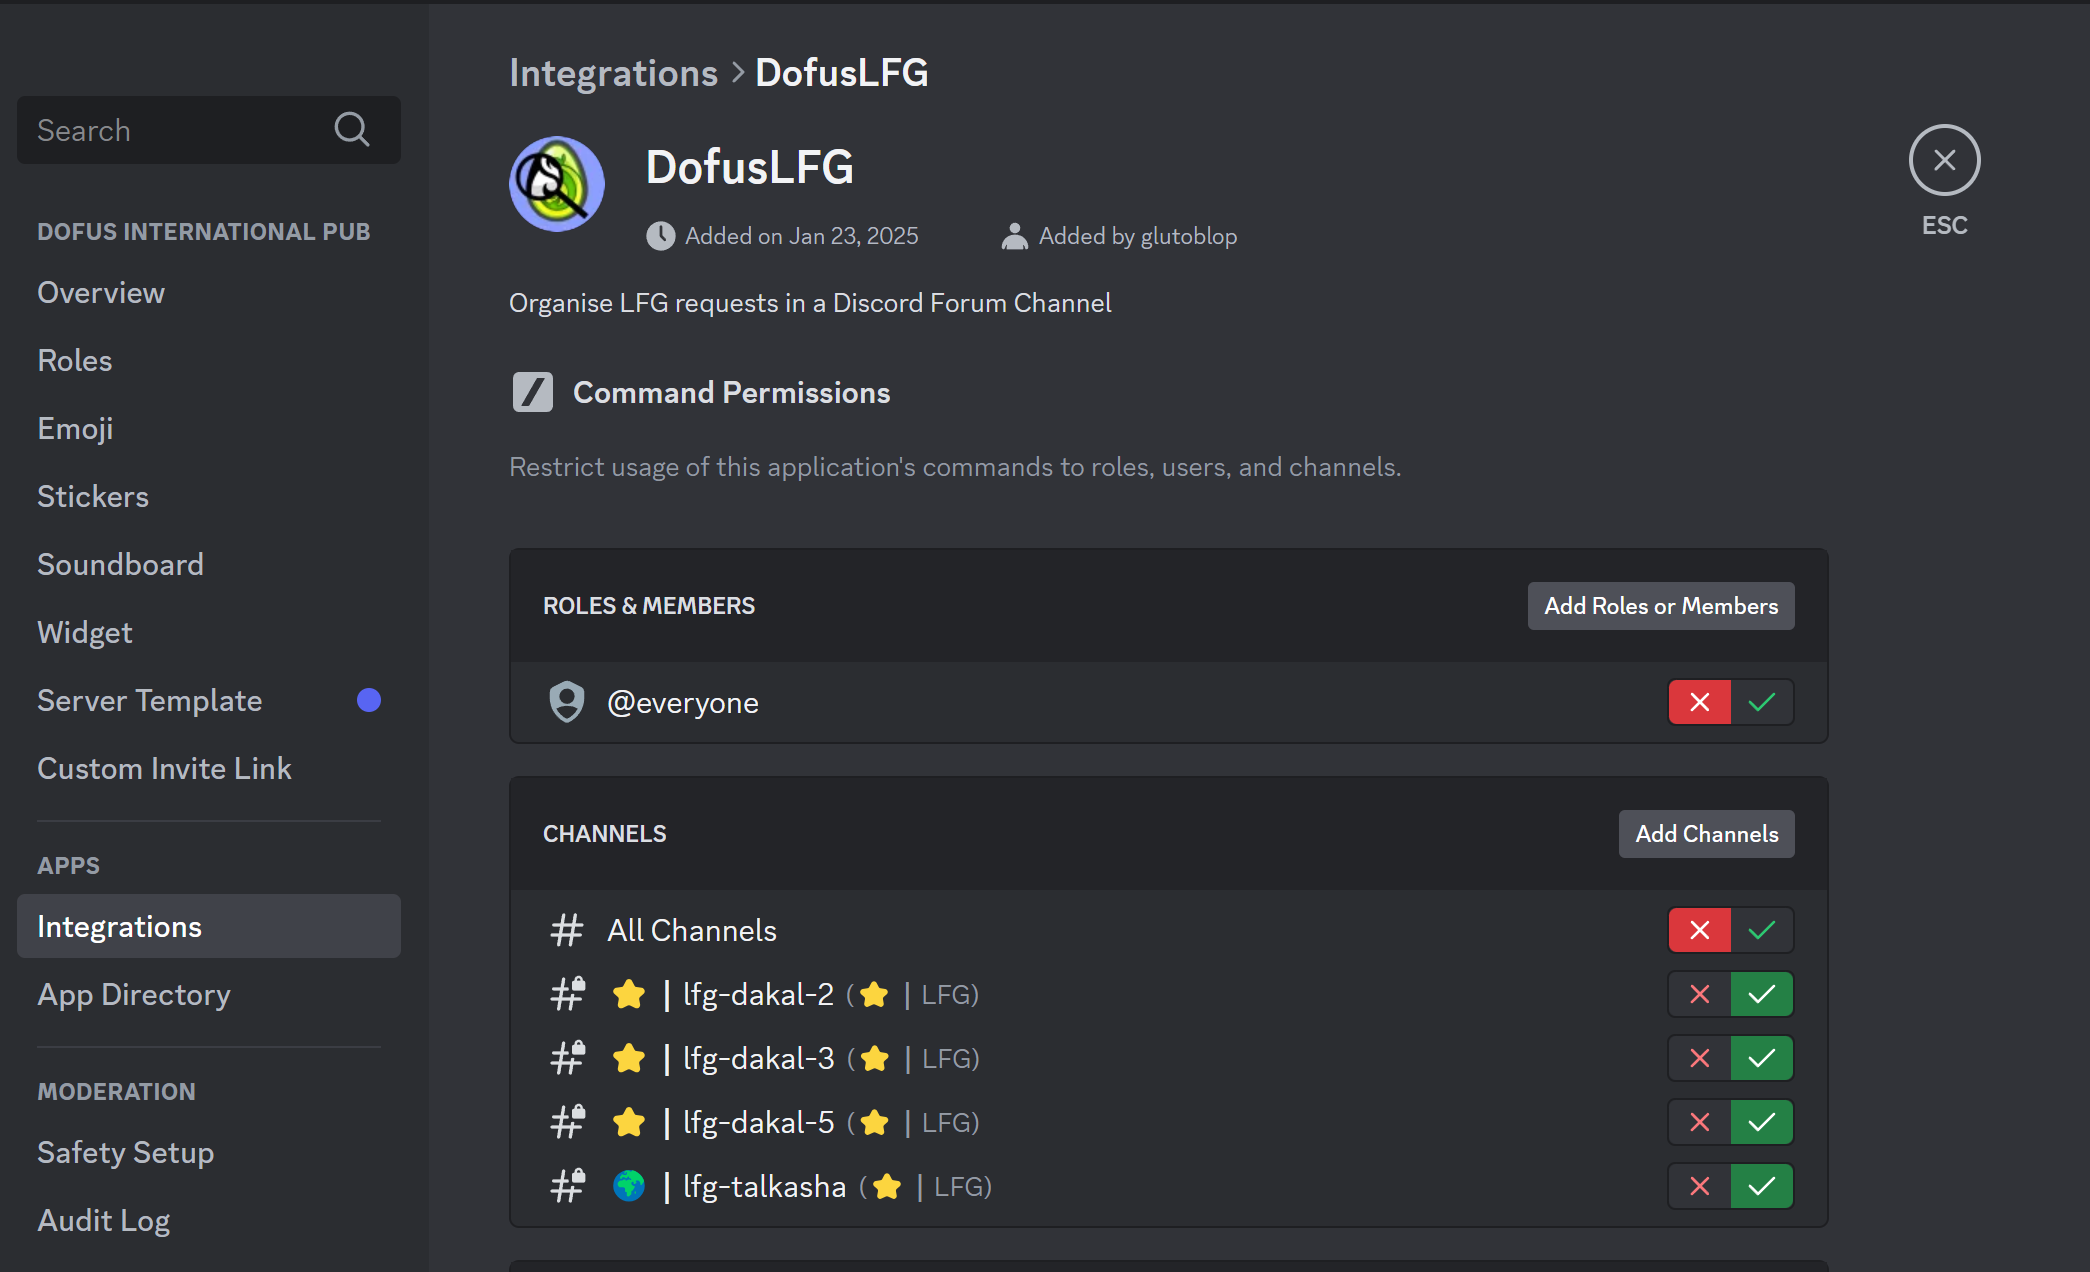 Search
DOFUS INTERNATIONAL PUB
Overview
Roles
Emoji
Stickers
Soundboard
Widget
Server Template
Custom Invite Link
APPS
Integrations
App Directory
MODERATION
Safety Setup
Audit Log
Integrations > DofusLFG
DofusLFG
Added on Jan 23, 2025 Added by glutoblop
ESC
Organise LFG requests in a Discord Forum Channel
Command Permissions
Restrict usage of this application's commands to roles, users, and channels.
ROLES & MEMBERS Add Roles or Members
@everyone
CHANNELS Add Channels
# All Channels
# ⭐ | lfg-dakal-2 (⭐ | LFG)
# ⭐ | lfg-dakal-3 (⭐ | LFG)
# ⭐ | lfg-dakal-5 (⭐ | LFG)
# 🌍 | lfg-talkasha (⭐ | LFG)